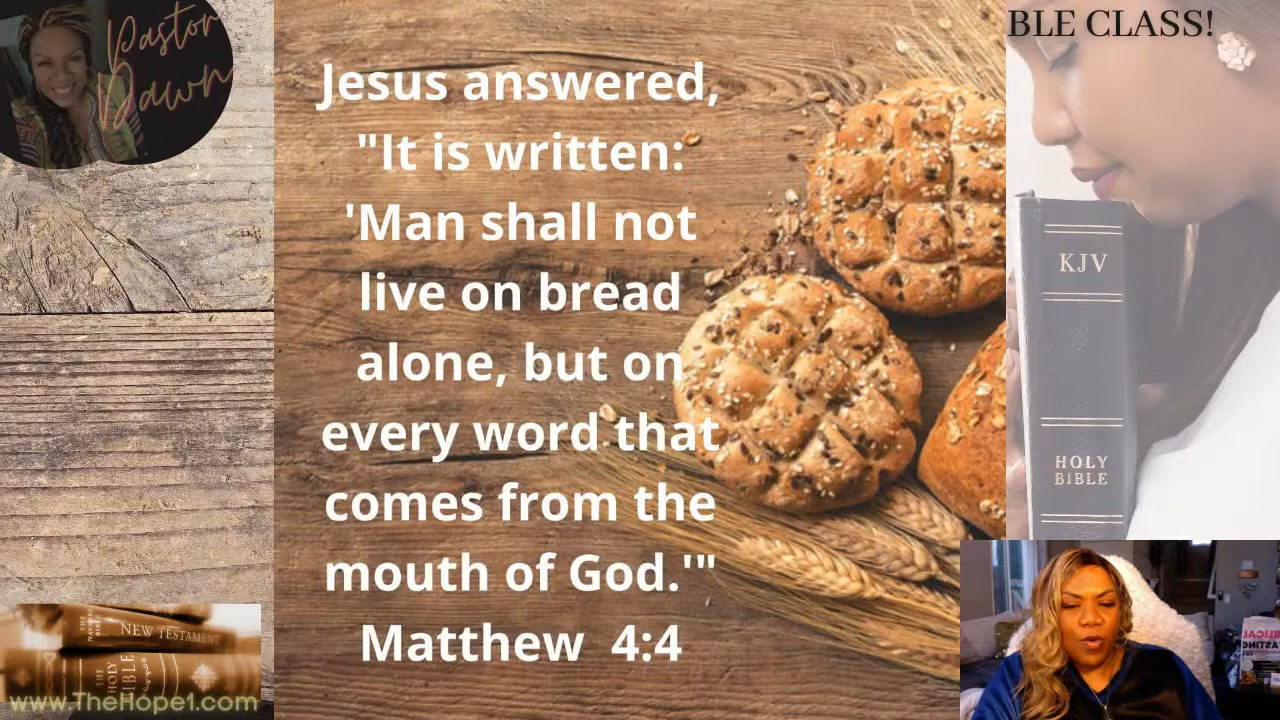 Pastor
Dawn
BLE CLASS!
Jesus answered,
"It is written:
'Man shall not
live on bread
alone, but on
every word that
comes from the
mouth of God.'"
Matthew 4:4
KJV
HOLY
BIBLE
NEW TESTAMENT
THE
HOLY
BIBLE
www.TheHope1.com